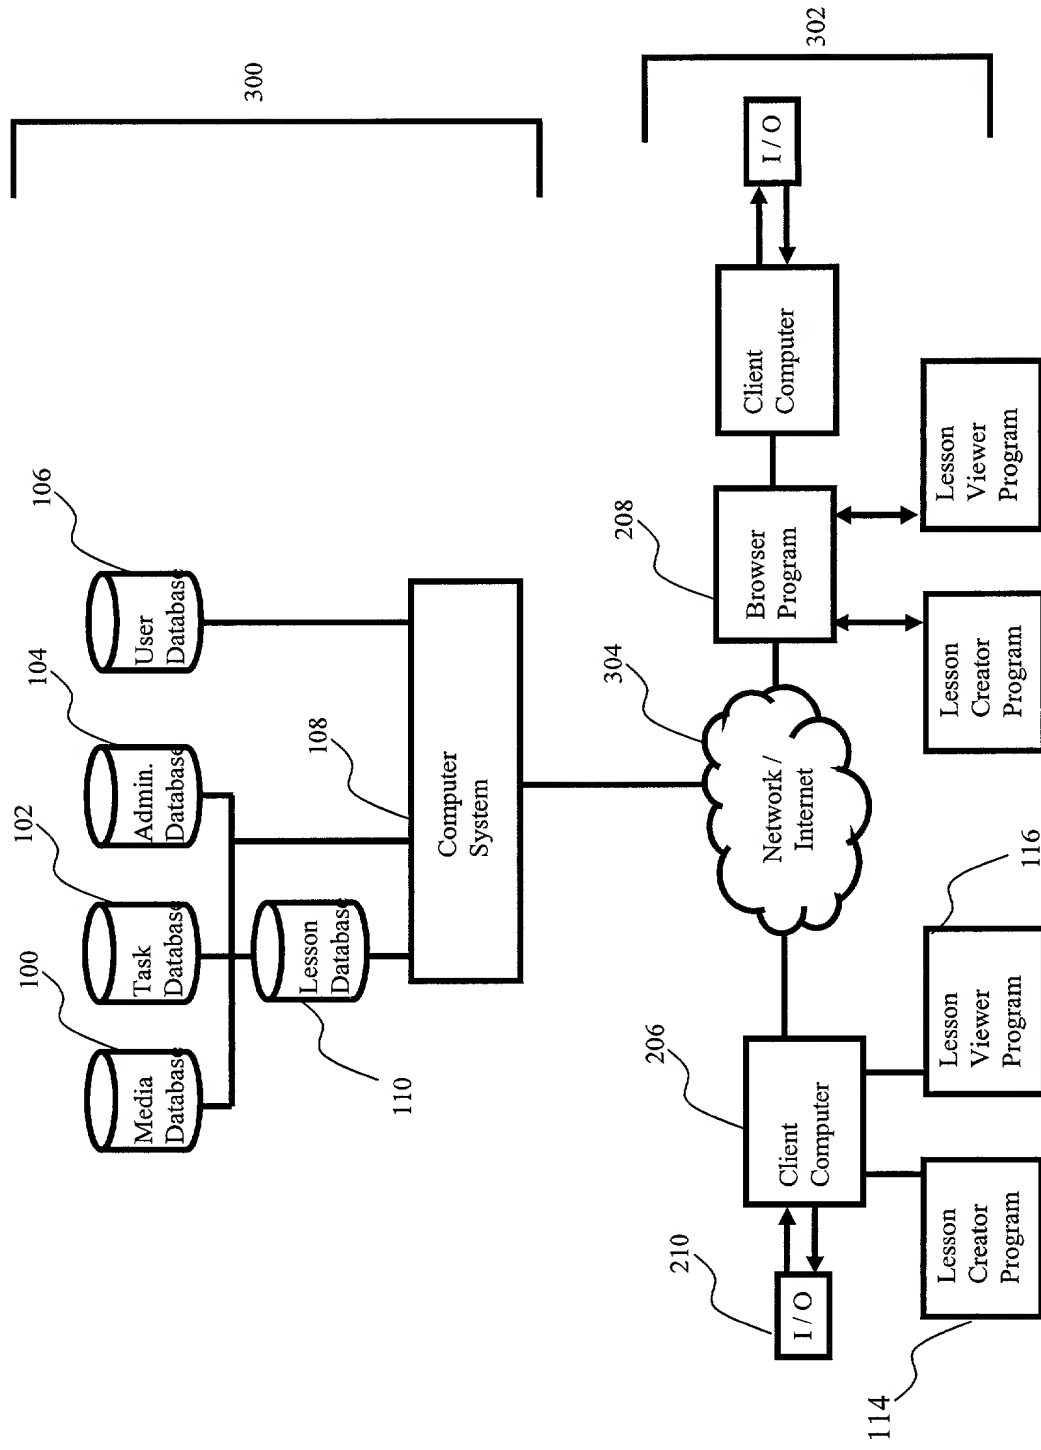 100
102
104
106
Media
Database
Task
Database
Admin.
Database
User
Database
300
110
Lesson
Database
108
Computer
System
302
210
206
304
208
I / O
Client
Computer
Network /
Internet
Browser
Program
Client
Computer
I / O
114
Lesson
Creator
Program
Lesson
Viewer
Program
116
Lesson
Creator
Program
Lesson
Viewer
Program